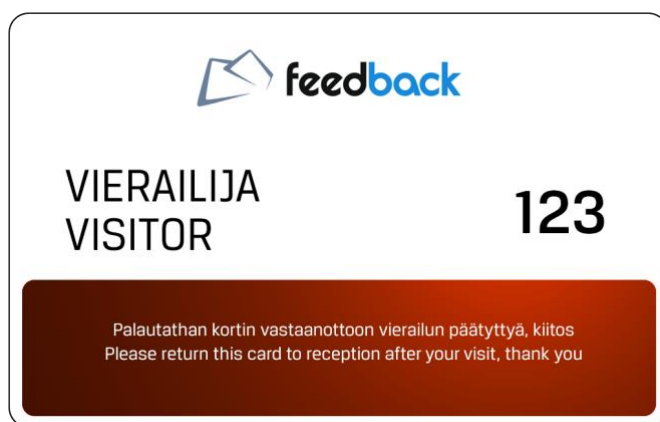 feedback
VIERAILIJA
VISITOR
123
Palautathan kortin vastaanottoon vierailun päätyttyä, kiitos
Please return this card to reception after your visit, thank you